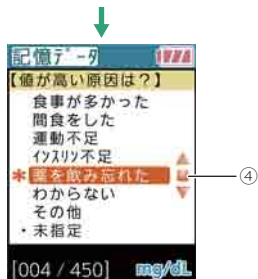 記憶データ
【値が高い原因は?】
食事が多かった
間食をした
運動不足
インスリン不足
*薬を飲み忘れた
わからない
その他
・未指定
[004/450] mg/dL
④